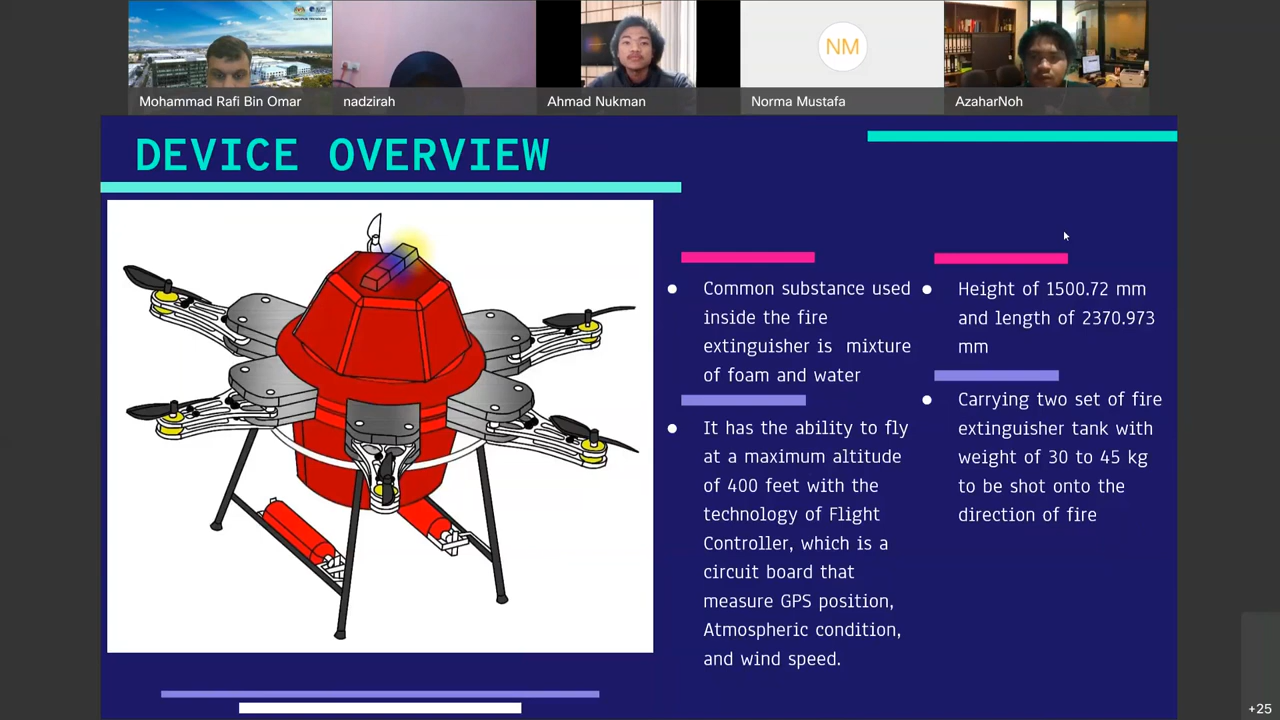 Mohammad Rafi Bin Omar
nadzirah
Ahmad Nukman
NM
Norma Mustafa
AzaharNoh
DEVICE OVERVIEW
Common substance used
inside the fire
extinguisher is mixture
of foam and water
It has the ability to fly
at a maximum altitude
of 400 feet with the
technology of Flight
Controller, which is a
circuit board that
measure GPS position,
Atmospheric condition,
and wind speed.
Height of 1500.72 mm
and length of 2370.973
mm
Carrying two set of fire
extinguisher tank with
weight of 30 to 45 kg
to be shot onto the
direction of fire
+25